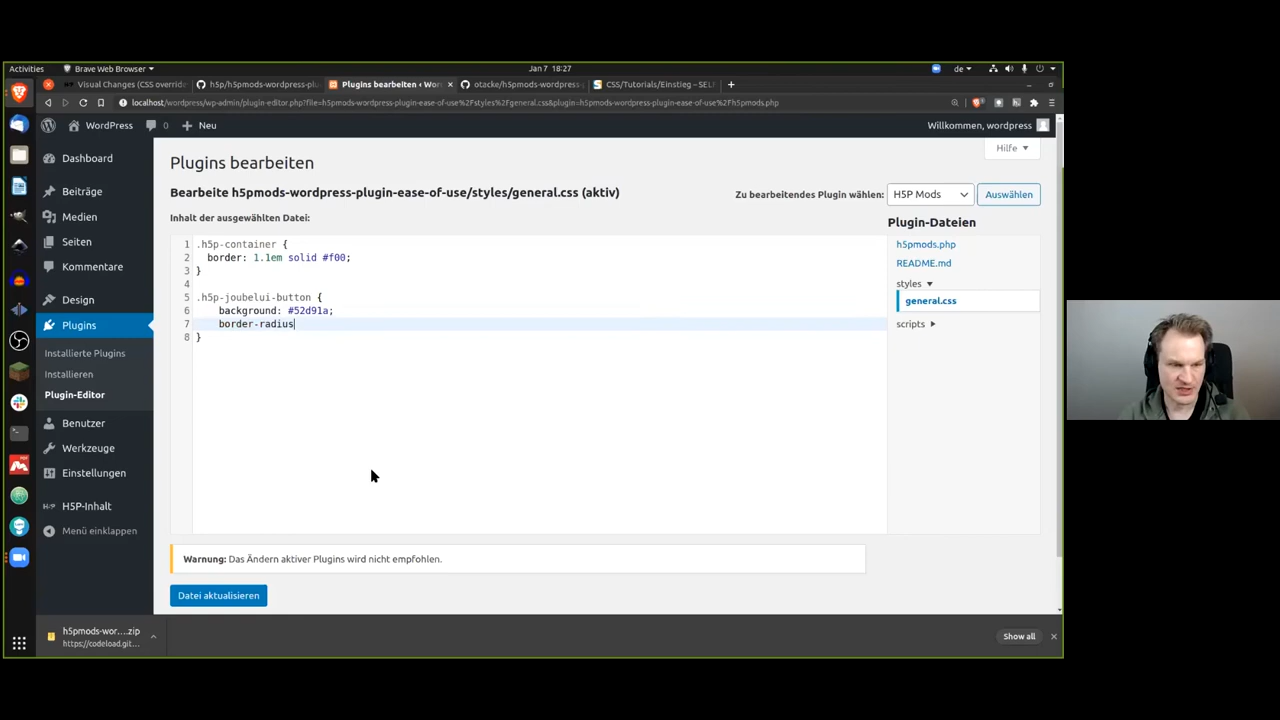 Activities
Brave Web Browser
Jan 7 18:27
de
Visual Changes (CSS override
h5p/h5pmods-wordpress-plu
Plugins bearbeiten ‹ Wor
otacke/h5pmods-wordpress-
CSS/Tutorials/Einstieg – SELF
localhost/wordpress/wp-admin/plugin-editor.php?file=h5pmods-wordpress-plugin-ease-of-use%2Fstyles%2Fgeneral.css&plugin=h5pmods-wordpress-plugin-ease-of-use%2Fh5pmods.php
WordPress
0
Neu
Willkommen, wordpress
Dashboard
Beiträge
Medien
Seiten
Kommentare
Design
Plugins
Installierte Plugins
Installieren
Plugin-Editor
Benutzer
Werkzeuge
Einstellungen
H5P H5P-Inhalt
Menü einklappen
Hilfe
Plugins bearbeiten
Bearbeite h5pmods-wordpress-plugin-ease-of-use/styles/general.css (aktiv)
Zu bearbeitendes Plugin wählen:
H5P Mods
Auswählen
Inhalt der ausgewählten Datei:
1 .h5p-container {
2 border: 1.1em solid #f00;
3 }
4
5 .h5p-joubelui-button {
6 background: #52d91a;
7 border-radius
8 }
Plugin-Dateien
h5pmods.php
README.md
styles
general.css
scripts
Warnung: Das Ändern aktiver Plugins wird nicht empfohlen.
Datei aktualisieren
h5pmods-wor....zip
https://codeload.git...
Show all